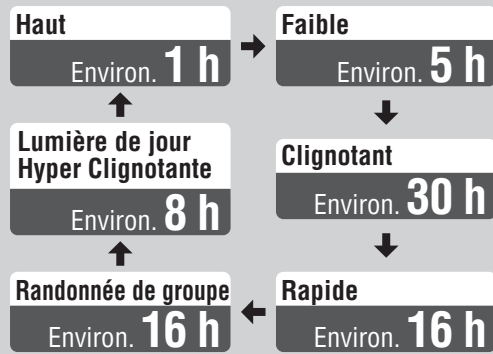 Haut
Environ. 1 h
Faible
Environ. 5 h
Lumière de jour
Hyper Clignotante
Environ. 8 h
Clignotant
Environ. 30 h
Randonnée de groupe
Environ. 16 h
Rapide
Environ. 16 h